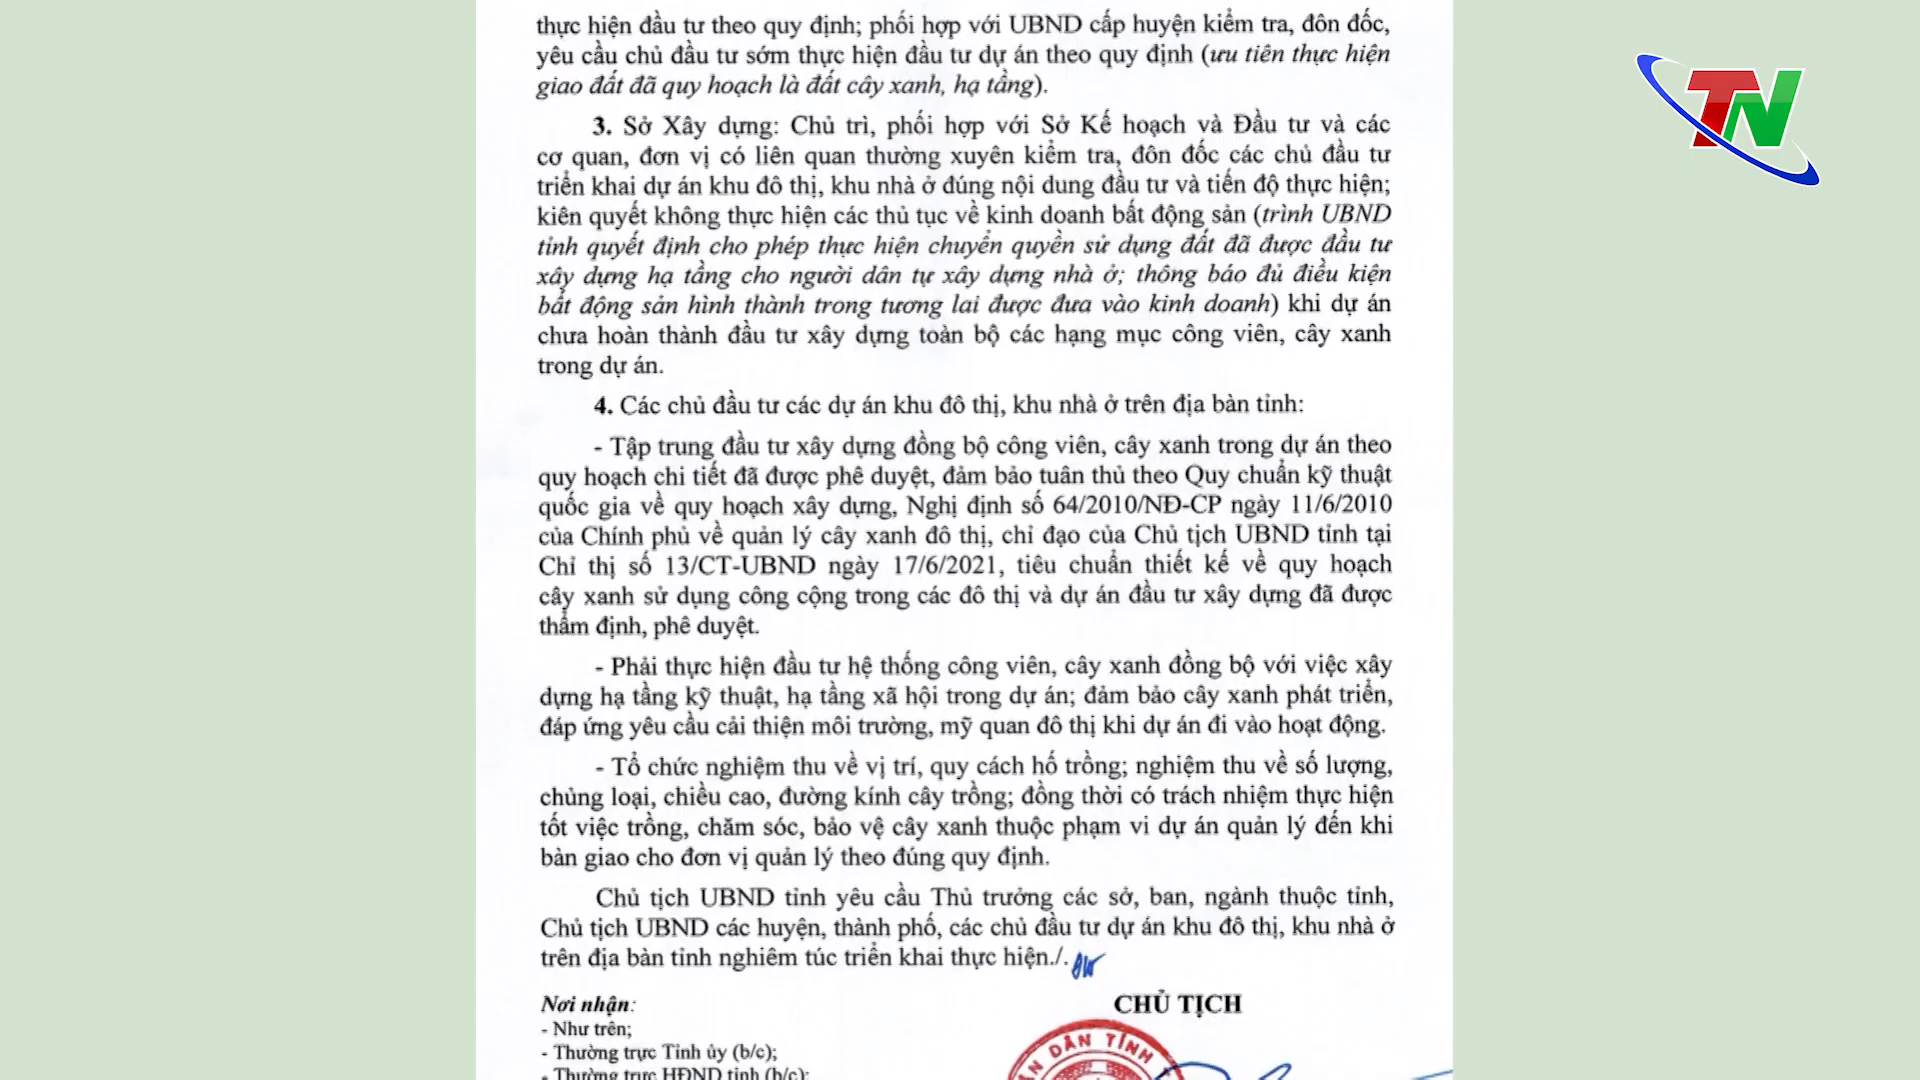 thực hiện đầu tư theo quy định; phối hợp với UBND cấp huyện kiểm tra, đôn đốc,
yêu cầu chủ đầu tư sớm thực hiện đầu tư dự án theo quy định (ưu tiên thực hiện
giao đất đã quy hoạch là đất cây xanh, hạ tầng).
3. Sở Xây dựng: Chủ trì, phối hợp với Sở Kế hoạch và Đầu tư và các
cơ quan, đơn vị có liên quan thường xuyên kiểm tra, đôn đốc các chủ đầu tư
triển khai dự án khu đô thị, khu nhà ở đúng nội dung đầu tư và tiến độ thực hiện;
kiên quyết không thực hiện các thủ tục về kinh doanh bất động sản (trình UBND
tỉnh quyết định cho phép thực hiện chuyển quyền sử dụng đất đã được đầu tư
xây dựng hạ tầng cho người dân tự xây dựng nhà ở; thông báo đủ điều kiện
bất động sản hình thành trong tương lai được đưa vào kinh doanh) khi dự án
chưa hoàn thành đầu tư xây dựng toàn bộ các hạng mục công viên, cây xanh
trong dự án.
4. Các chủ đầu tư các dự án khu đô thị, khu nhà ở trên địa bàn tỉnh:
- Tập trung đầu tư xây dựng đồng bộ công viên, cây xanh trong dự án theo
quy hoạch chi tiết đã được phê duyệt, đảm bảo tuân thủ theo Quy chuẩn kỹ thuật
quốc gia về quy hoạch xây dựng, Nghị định số 64/2010/NĐ-CP ngày 11/6/2010
của Chính phủ về quản lý cây xanh đô thị, chỉ đạo của Chủ tịch UBND tỉnh tại
Chỉ thị số 13/CT-UBND ngày 17/6/2021, tiêu chuẩn thiết kế về quy hoạch
cây xanh sử dụng công cộng trong các đô thị và dự án đầu tư xây dựng đã được
thẩm định, phê duyệt.
- Phải thực hiện đầu tư hệ thống công viên, cây xanh đồng bộ với việc xây
dựng hạ tầng kỹ thuật, hạ tầng xã hội trong dự án; đảm bảo cây xanh phát triển,
đáp ứng yêu cầu cải thiện môi trường, mỹ quan đô thị khi dự án đi vào hoạt động.
- Tổ chức nghiệm thu về vị trí, quy cách hố trồng; nghiệm thu về số lượng,
chủng loại, chiều cao, đường kính cây trồng; đồng thời có trách nhiệm thực hiện
tốt việc trồng, chăm sóc, bảo vệ cây xanh thuộc phạm vi dự án quản lý đến khi
bàn giao cho đơn vị quản lý theo đúng quy định.
Chủ tịch UBND tỉnh yêu cầu Thủ trưởng các sở, ban, ngành thuộc tỉnh,
Chủ tịch UBND các huyện, thành phố, các chủ đầu tư dự án khu đô thị, khu nhà ở
trên địa bàn tỉnh nghiêm túc triển khai thực hiện./.
Nơi nhận:
- Như trên;
- Thường trực Tỉnh ủy (b/c);
- Thường trực HĐND tỉnh (b/c);
CHỦ TỊCH
DÂN TỈNH
TN